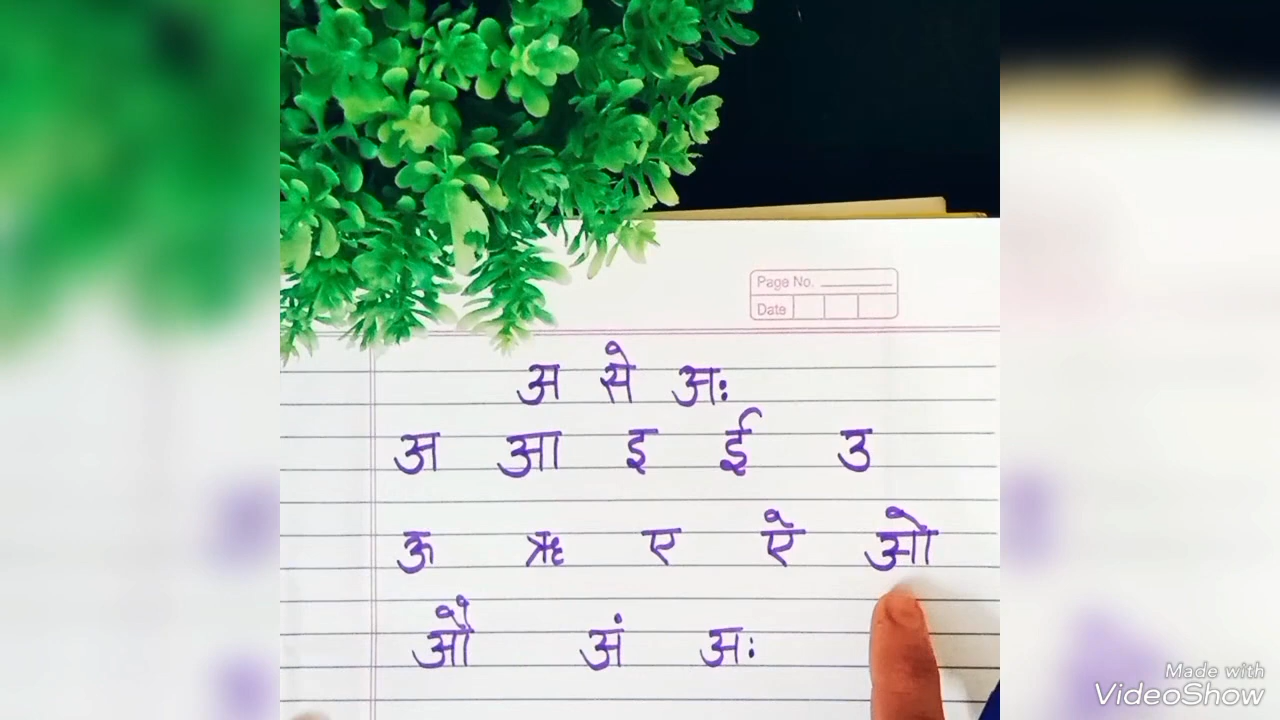 Page No.
Date
अ से अः
अ आ इ ई उ
ऊ ऋ ए ऐ ओ
औ अं अः
Made with
VideoShow